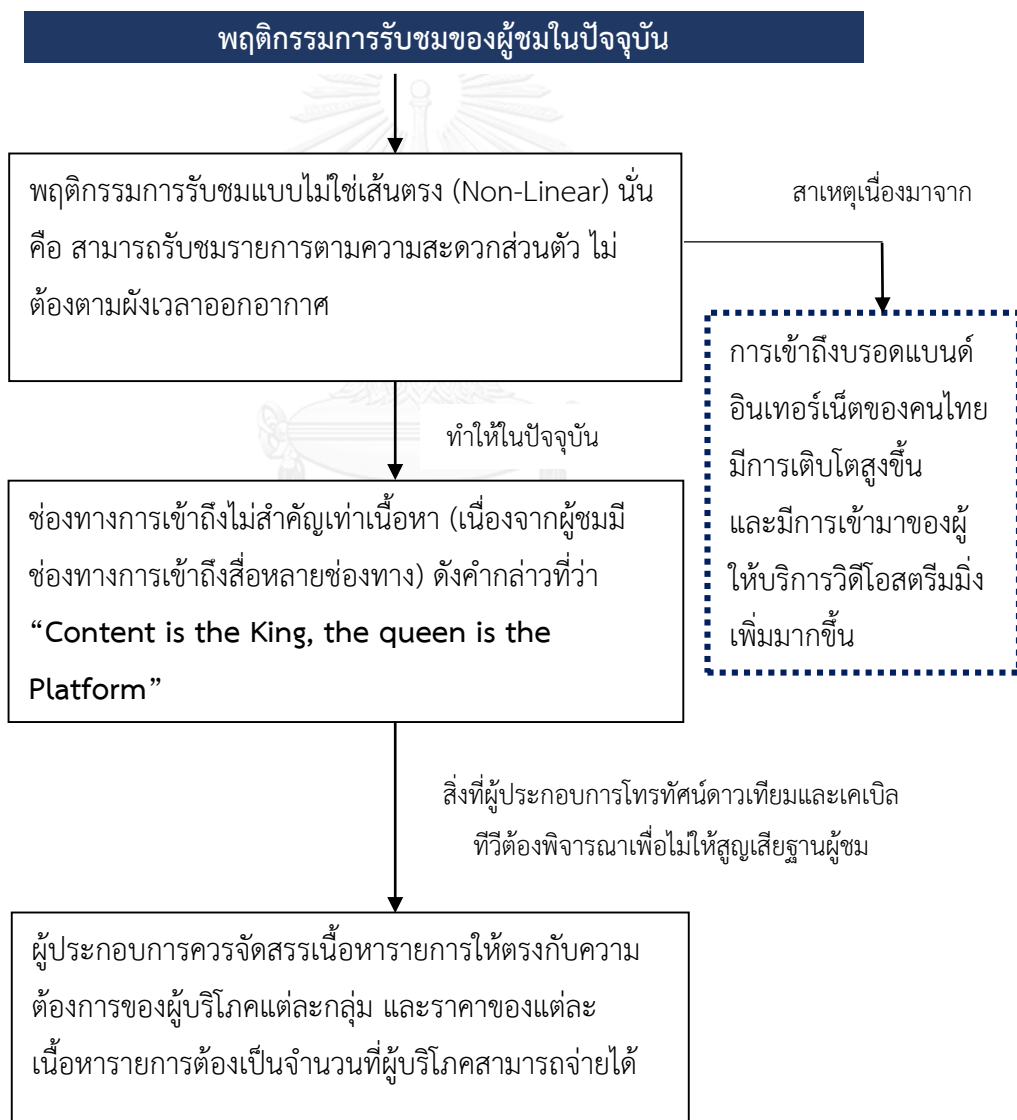 พฤติกรรมการรับชมของผู้ชมในปัจจุบัน
พฤติกรรมการรับชมแบบไม่ใช่เส้นตรง (Non-Linear) นั่น
คือ สามารถรับชมรายการตามความสะดวกส่วนตัว ไม่
ต้องตามผังเวลาออกอากาศ
สาเหตุเนื่องมาจาก
การเข้าถึงบรอดแบนด์
อินเทอร์เน็ตของคนไทย
มีการเติบโตสูงขึ้น
และมีการเข้ามาของผู้
ให้บริการวิดีโอสตรีมมิ่ง
เพิ่มมากขึ้น
ทำให้ในปัจจุบัน
ช่องทางการเข้าถึงไม่สำคัญเท่าเนื้อหา (เนื่องจากผู้ชมมี
ช่องทางการเข้าถึงสื่อหลายช่องทาง) ดังคำกล่าวที่ว่า
“Content is the King, the queen is the
Platform”
สิ่งที่ผู้ประกอบการโทรทัศน์ดาวเทียมและเคเบิล
ทีวีต้องพิจารณาเพื่อไม่ให้สูญเสียฐานผู้ชม
ผู้ประกอบการควรจัดสรรเนื้อหารายการให้ตรงกับความ
ต้องการของผู้บริโภคแต่ละกลุ่ม และราคาของแต่ละ
เนื้อหารายการต้องเป็นจำนวนที่ผู้บริโภคสามารถจ่ายได้